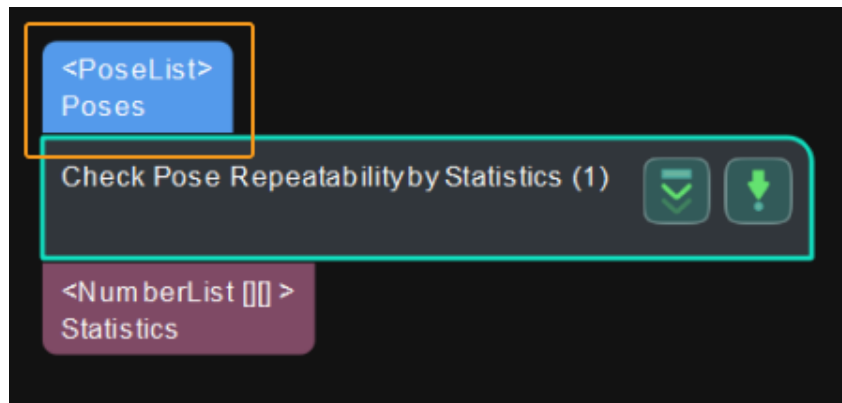 <PoseList>
Poses
Check Pose Repeatability by Statistics (1)
<NumberList [][] >
Statistics